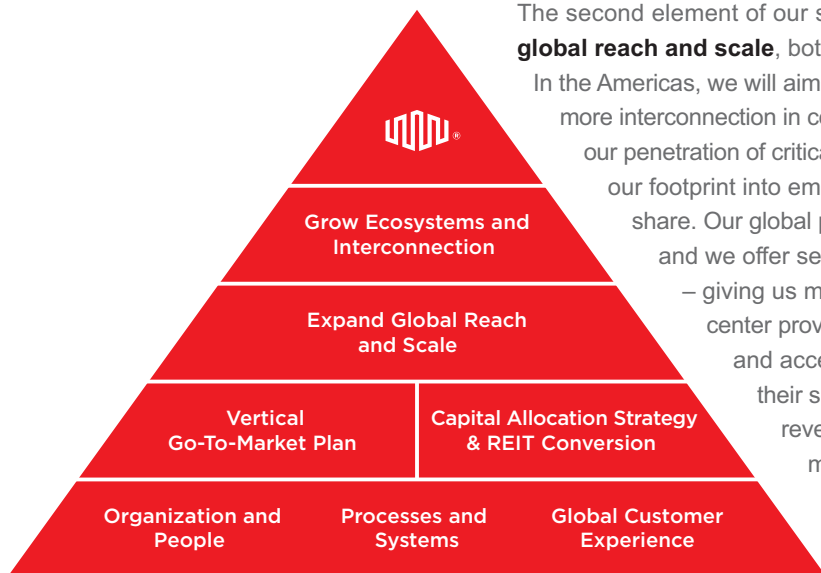 The second element of our s
global reach and scale, bot
In the Americas, we will aim
more interconnection in c
our penetration of critica
our footprint into em
share. Our global p
and we offer se
– giving us m
center prov
and acce
their s
reve
m
®
Grow Ecosystems and
Interconnection
Expand Global Reach
and Scale
Vertical
Go-To-Market Plan
Capital Allocation Strategy
& REIT Conversion
Organization and
People
Processes and
Systems
Global Customer
Experience